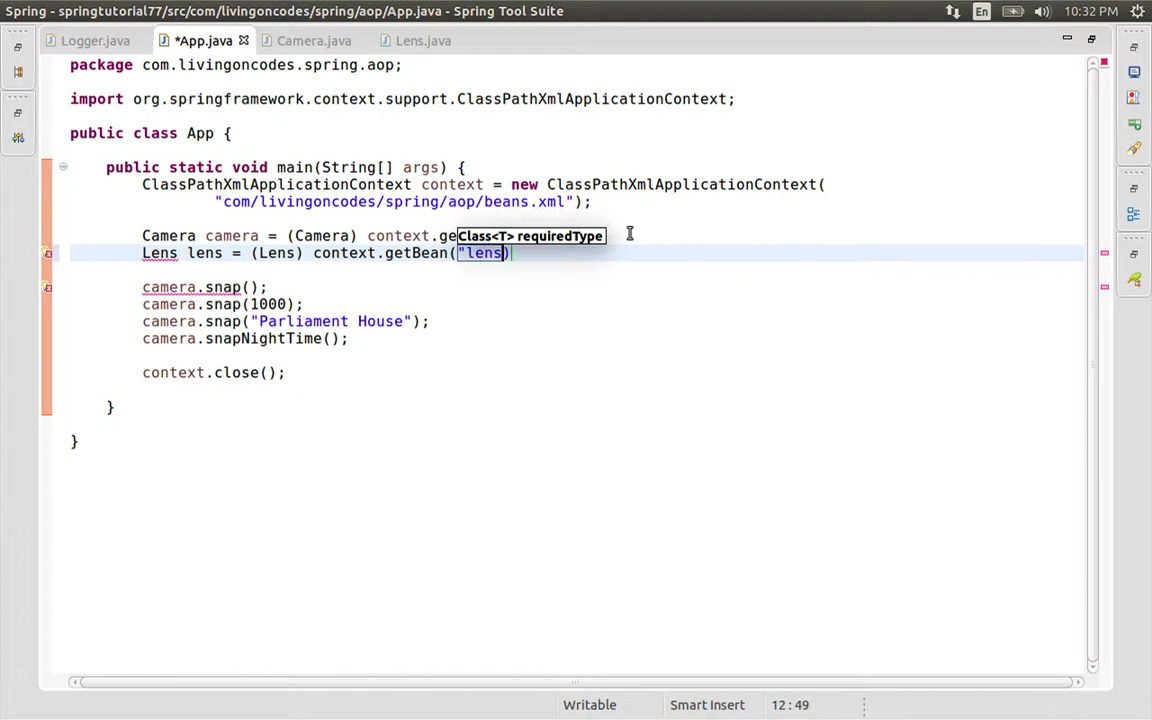 Spring - springtutorial77/src/com/livingoncodes/spring/aop/App.java - Spring Tool Suite
En
10:32 PM
Logger.java
*App.java
Camera.java
Lens.java
package com.livingoncodes.spring.aop;
import org.springframework.context.support.ClassPathXmlApplicationContext;
public class App {
public static void main(String[] args) {
ClassPathXmlApplicationContext context = new ClassPathXmlApplicationContext(
"com/livingoncodes/spring/aop/beans.xml");
Camera camera = (Camera) context.ge
Class<T> requiredType
Lens lens = (Lens) context.getBean("lens)
camera.snap();
camera.snap(1000);
camera.snap("Parliament House");
camera.snapNightTime();
context.close();
}
}
Writable
Smart Insert
12 : 49